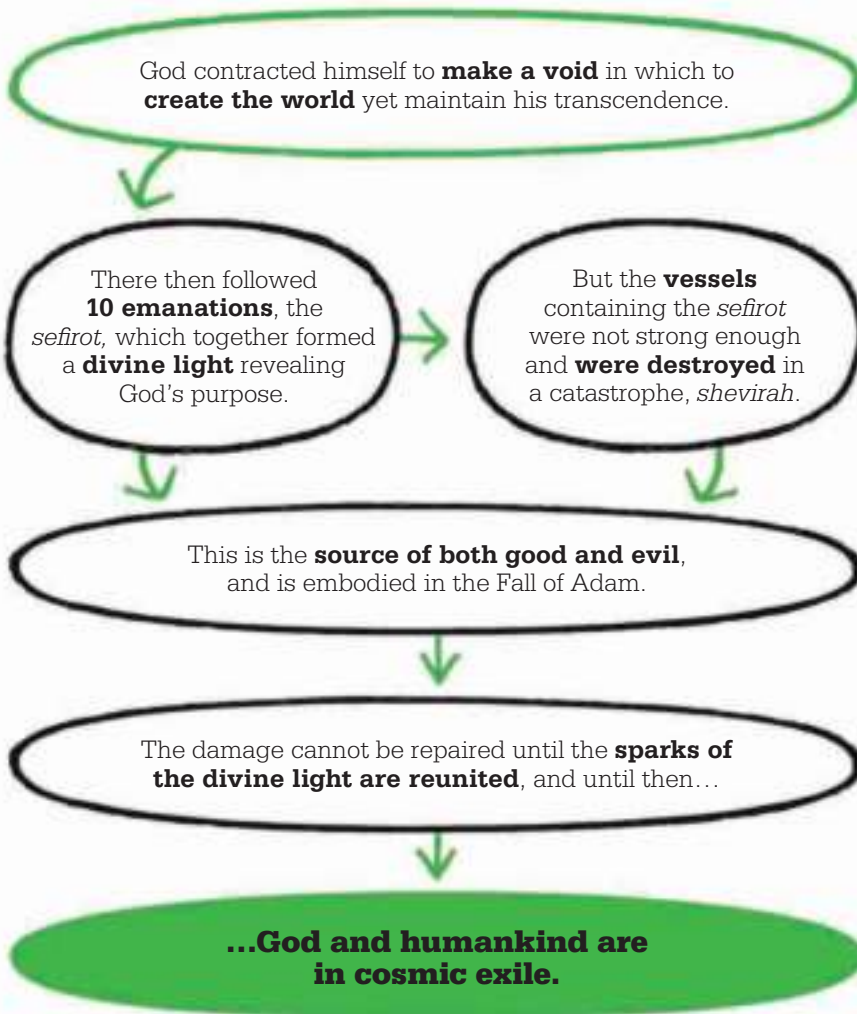 God contracted himself to make a void in which to
create the world yet maintain his transcendence.
There then followed
10 emanations, the
sefirot, which together formed
a divine light revealing
God's purpose.
But the vessels
containing the sefirot
were not strong enough
and were destroyed in
a catastrophe, shevirah.
This is the source of both good and evil,
and is embodied in the Fall of Adam.
The damage cannot be repaired until the sparks of
the divine light are reunited, and until then…
…God and humankind are
in cosmic exile.